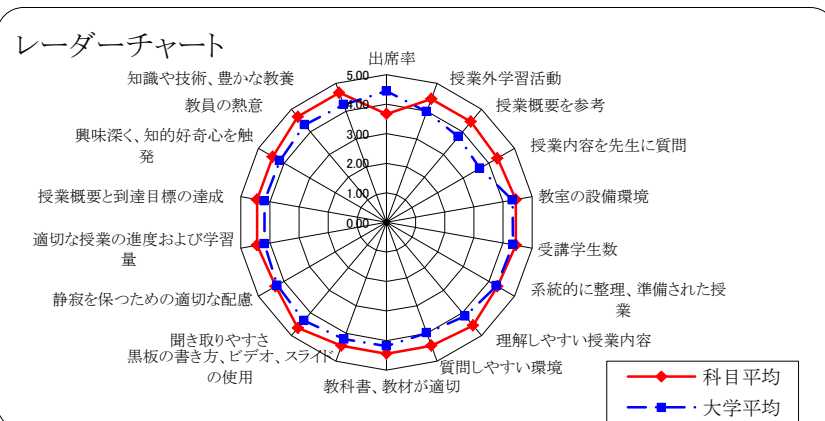 レーダーチャート
出席率
授業外学習活動
授業概要を参考
授業内容を先生に質問
教室の設備環境
受講学生数
系統的に整理、準備された授
業
理解しやすい授業内容
質問しやすい環境
教科書、教材が適切
黒板の書き方、ビデオ、スライド
の使用
聞き取りやすさ
静寂を保つための適切な配慮
適切な授業の進度および学習
量
授業概要と到達目標の達成
興味深く、知的好奇心を触
発
教員の熱意
知識や技術、豊かな教養
5.00
4.00
3.00
2.00
1.00
0.00
科目平均
大学平均